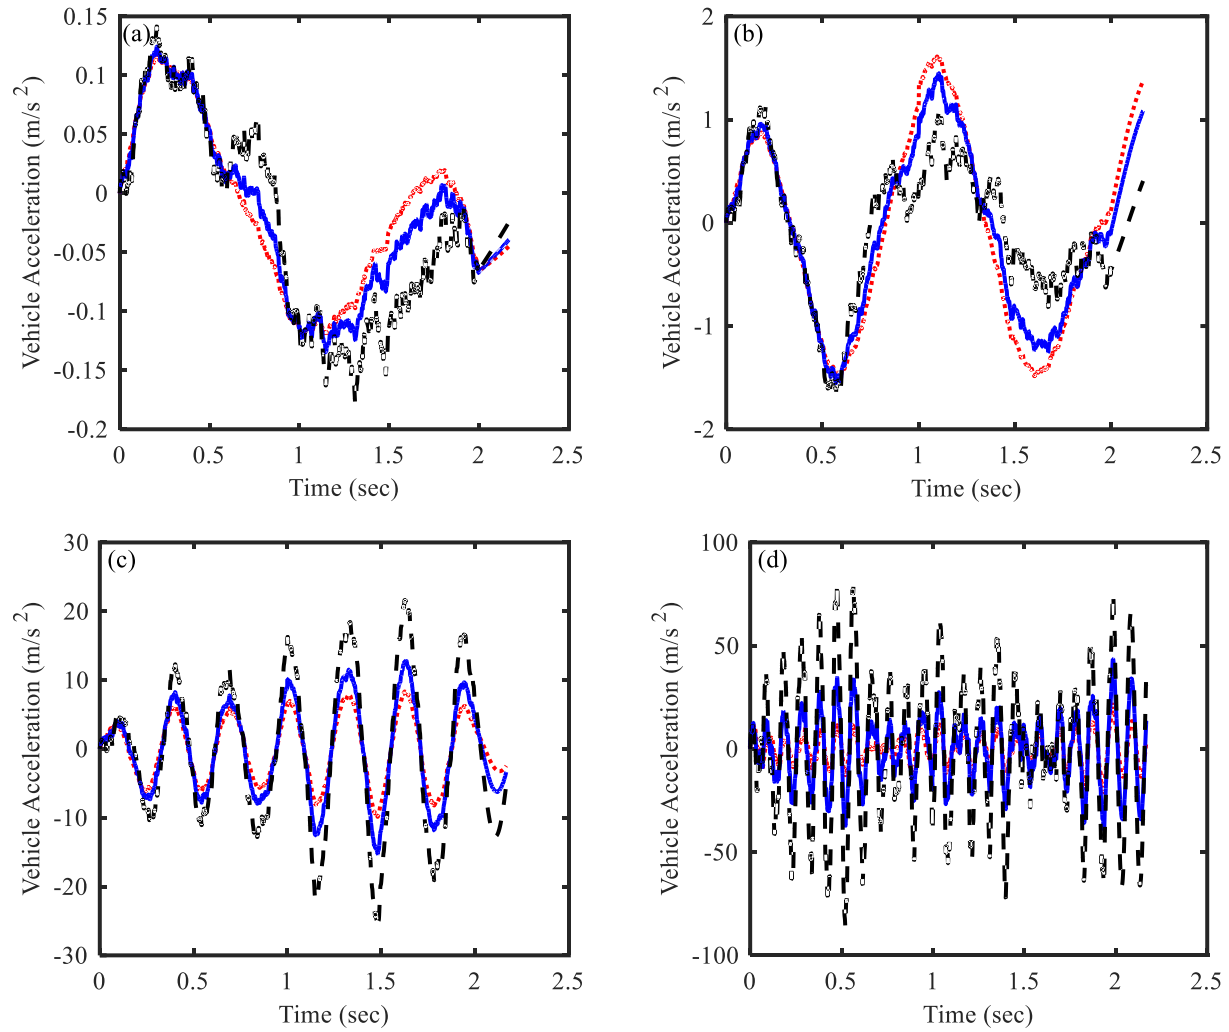 (a)
0.15
0.1
0.05
0
-0.05
-0.1
-0.15
-0.2
Vehicle Acceleration (m/s 2)
0 0.5 1 1.5 2 2.5
Time (sec)
(b)
2
1
0
-1
-2
Vehicle Acceleration (m/s 2)
0 0.5 1 1.5 2 2.5
Time (sec)
(c)
30
20
10
0
-10
-20
-30
Vehicle Acceleration (m/s 2)
0 0.5 1 1.5 2 2.5
Time (sec)
(d)
100
50
0
-50
-100
Vehicle Acceleration (m/s 2)
0 0.5 1 1.5 2 2.5
Time (sec)